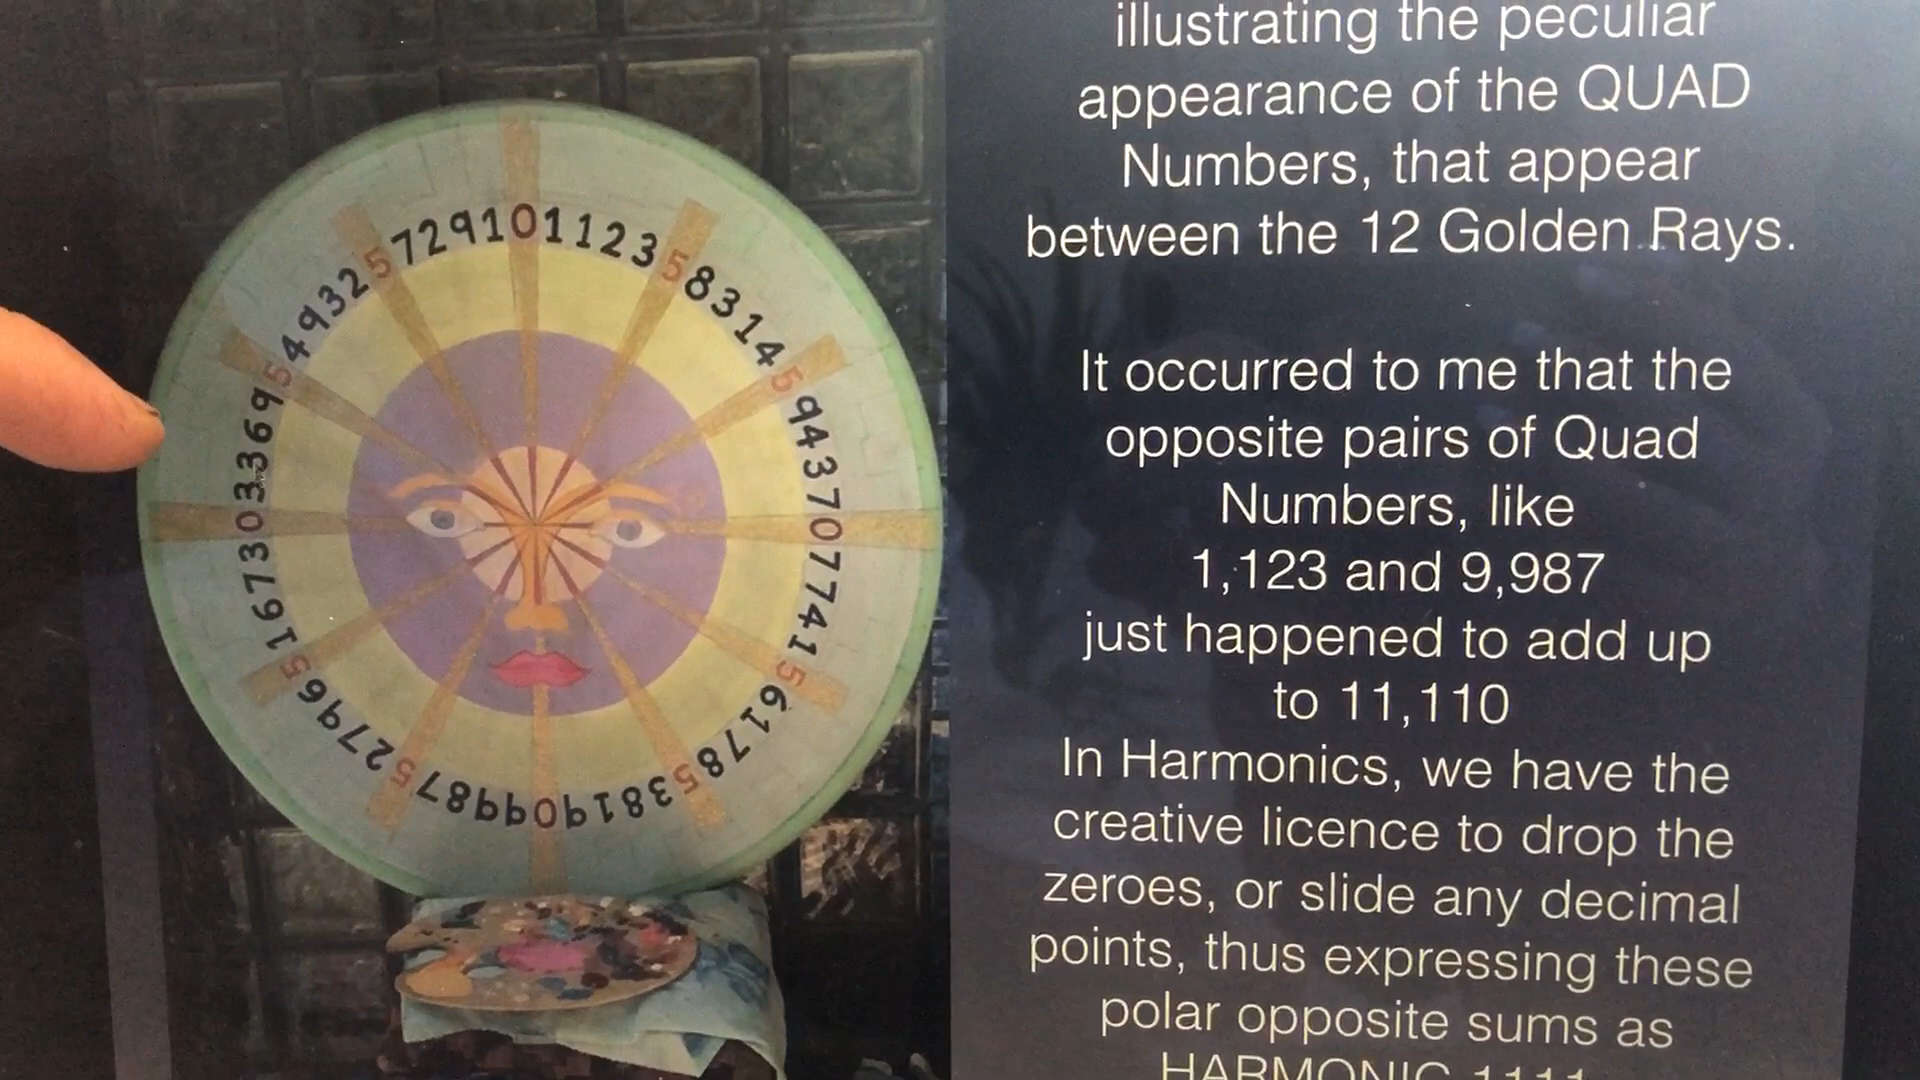 011235831459437077415617853819099875279651673033695493257291
illustrating the peculiar
appearance of the QUAD
Numbers, that appear
between the 12 Golden Rays.
It occurred to me that the
opposite pairs of Quad
Numbers, like
1,123 and 9,987
just happened to add up
to 11,110
In Harmonics, we have the
creative licence to drop the
zeroes, or slide any decimal
points, thus expressing these
polar opposite sums as
HARMONIC 1111